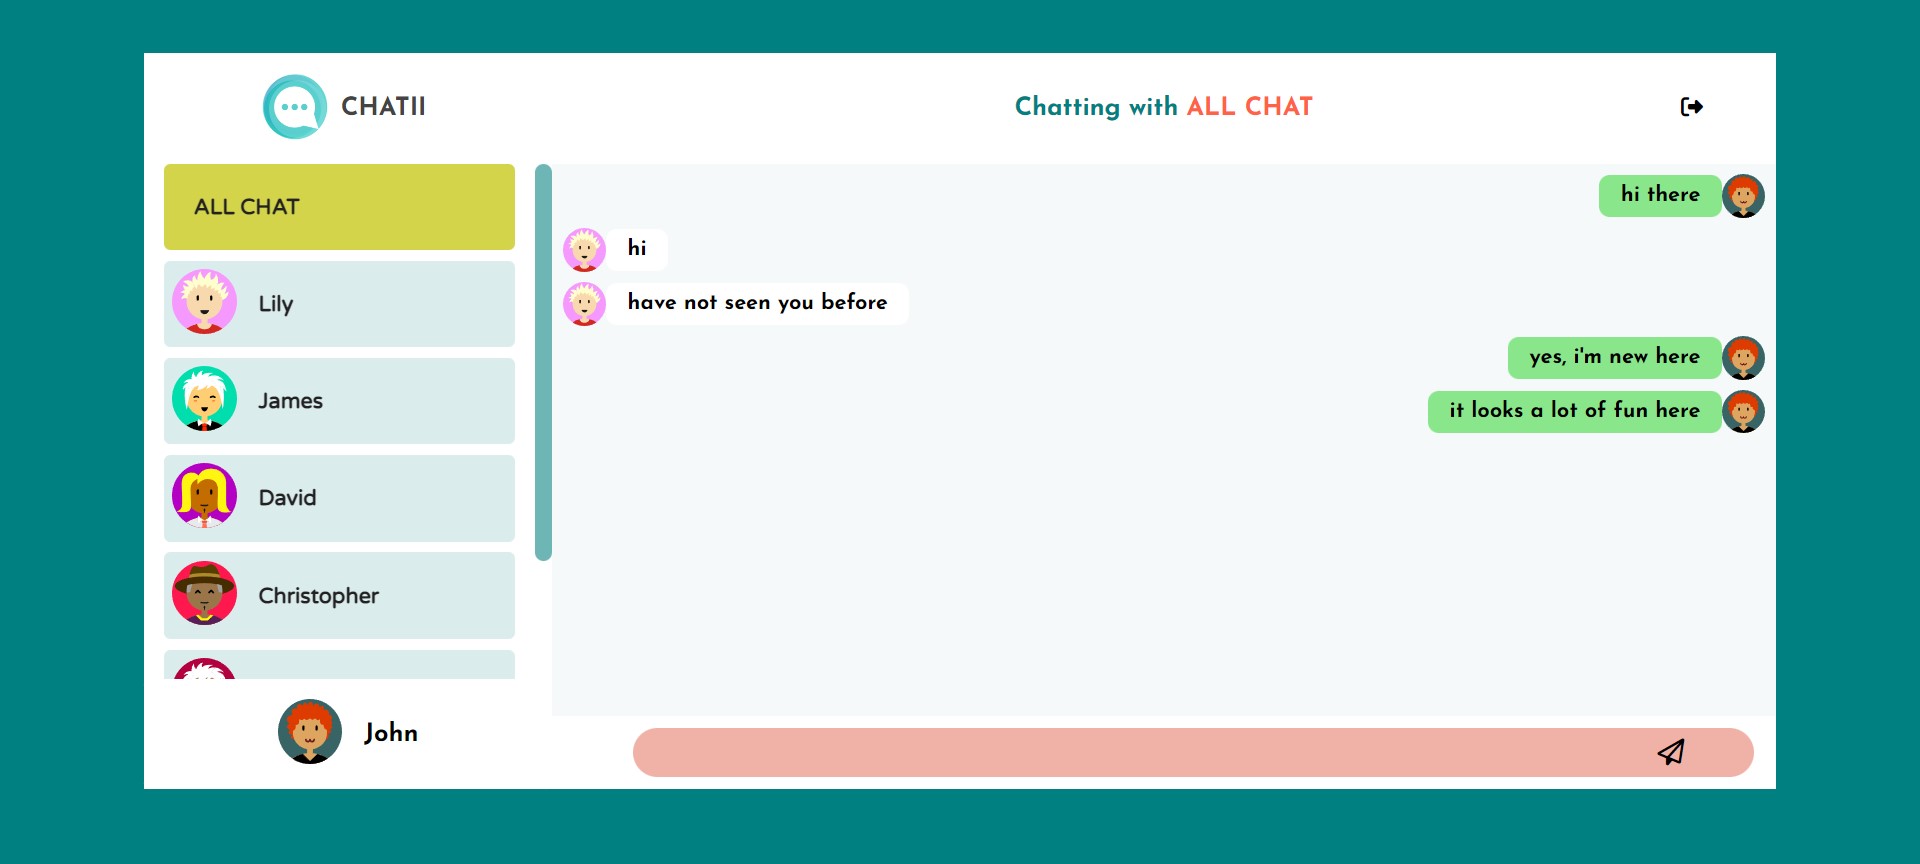 CHATII
Chatting with ALL CHAT
ALL CHAT
Lily
James
David
Christopher
John
hi there
hi
have not seen you before
yes, i'm new here
it looks a lot of fun here